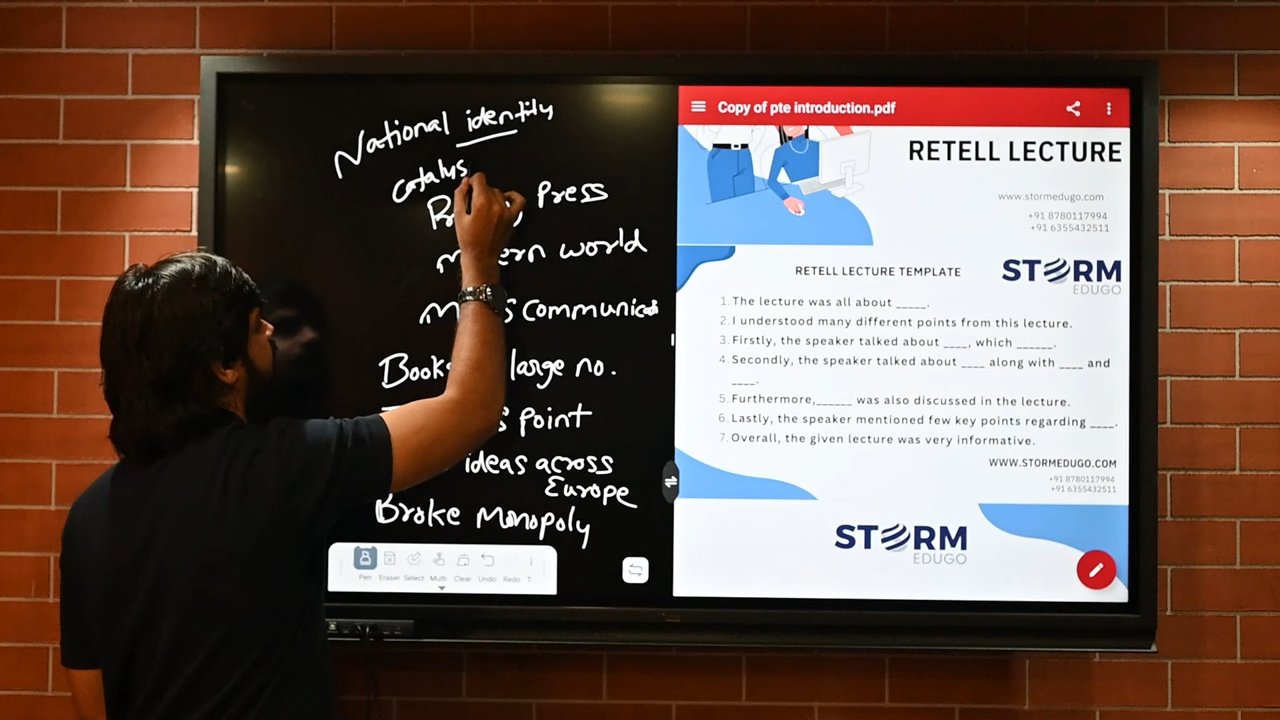 National identity
Catalys
Press
world
Communica
Book large no.
point
ideas across
Europe
Broke Monopoly
Pen Eraser Select Multi Clear Undo Redo T
Copy of pte introduction.pdf
RETELL LECTURE
www.stormedugo.com
+91 8780117994
+91 6355432511
RETELL LECTURE TEMPLATE
STORM
EDUGO
1. The lecture was all about _____.
2. I understood many different points from this lecture.
3. Firstly, the speaker talked about ____, which ______.
4. Secondly, the speaker talked about ____ along with ____ and
____.
5. Furthermore,______ was also discussed in the lecture.
6. Lastly, the speaker mentioned few key points regarding ____.
7. Overall, the given lecture was very informative.
WWW.STORMEDUGO.COM
+91 8780117994
+91 6355432511
STORM
EDUGO